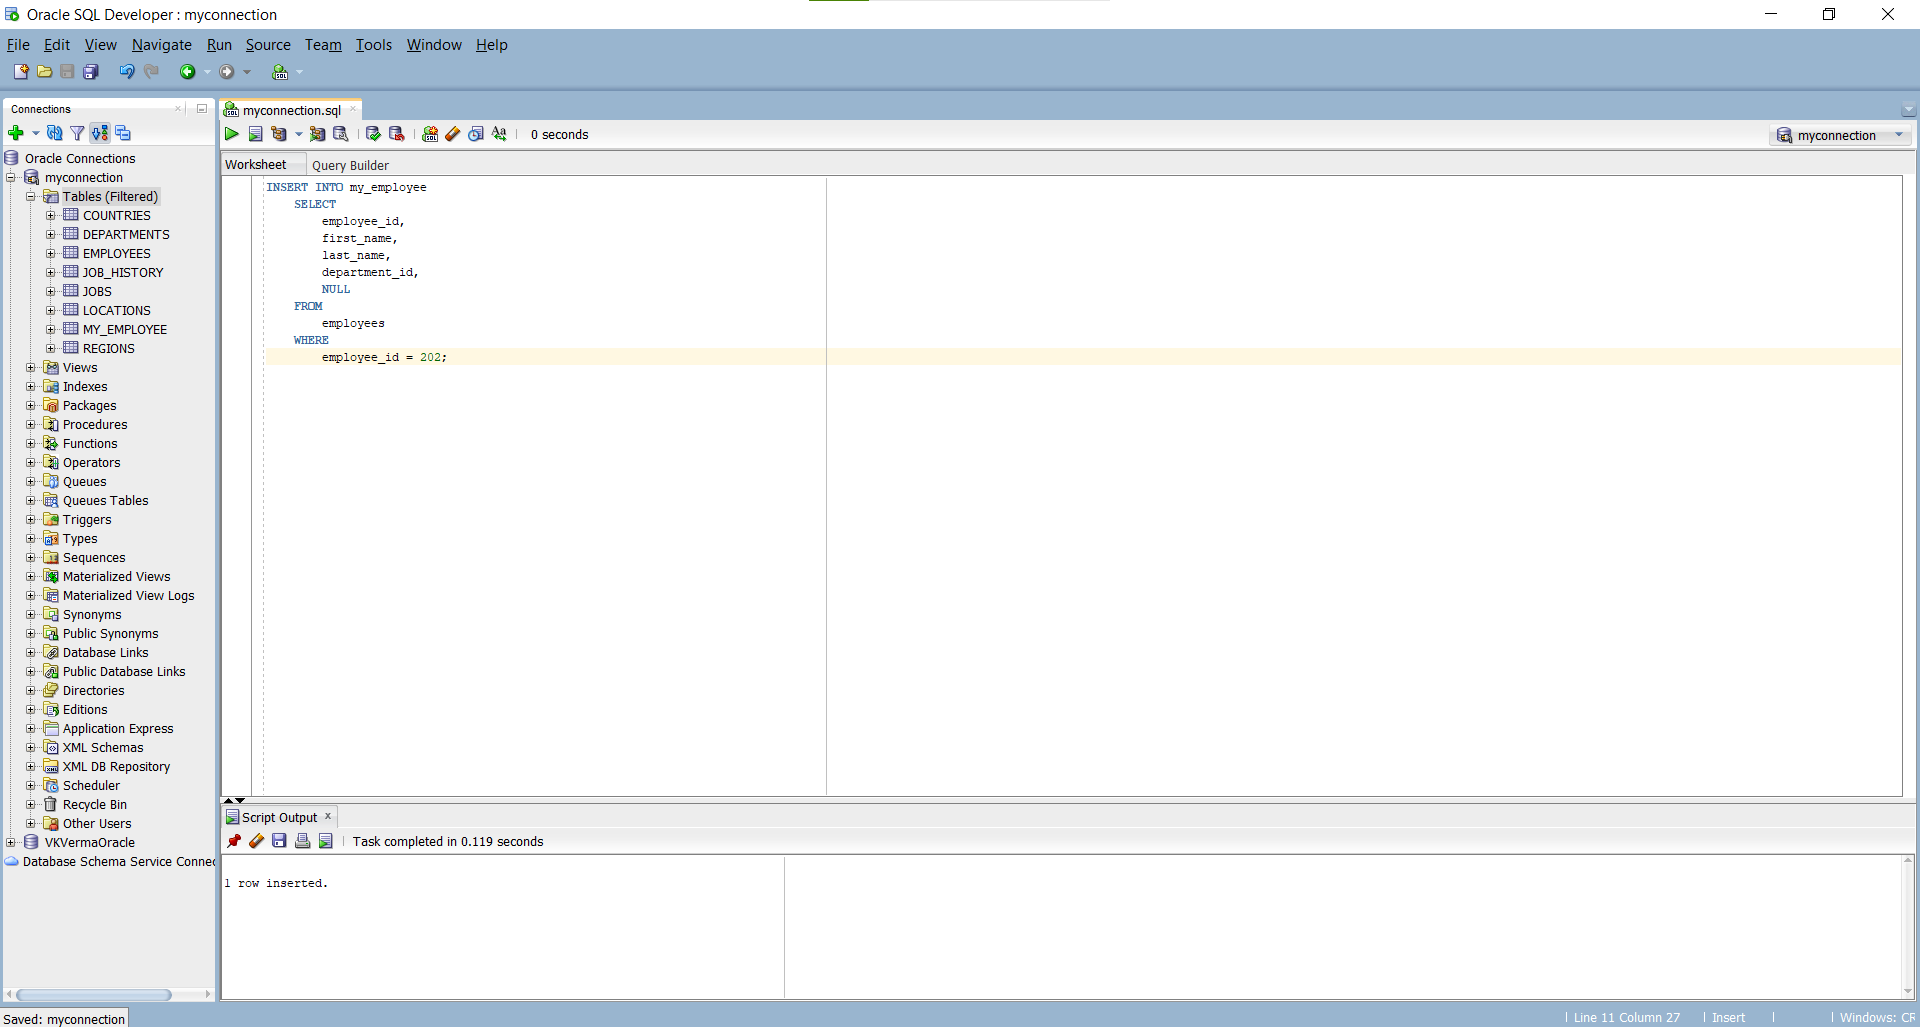 Oracle SQL Developer : myconnection
File Edit View Navigate Run Source Team Tools Window Help
Connections
Oracle Connections
myconnection
Tables (Filtered)
COUNTRIES
DEPARTMENTS
EMPLOYEES
JOB_HISTORY
JOBS
LOCATIONS
MY_EMPLOYEE
REGIONS
Views
Indexes
Packages
Procedures
Functions
Operators
Queues
Queues Tables
Triggers
Types
Sequences
Materialized Views
Materialized View Logs
Synonyms
Public Synonyms
Database Links
Public Database Links
Directories
Editions
Application Express
XML Schemas
XML DB Repository
Scheduler
Recycle Bin
Other Users
VKVermaOracle
Database Schema Service Connec
myconnection.sql
0 seconds
myconnection
Worksheet Query Builder
INSERT INTO my_employee
SELECT
employee_id,
first_name,
last_name,
department_id,
NULL
FROM
employees
WHERE
employee_id = 202;
Script Output
Task completed in 0.119 seconds
1 row inserted.
Saved: myconnection
Line 11 Column 27 Insert Windows: CR